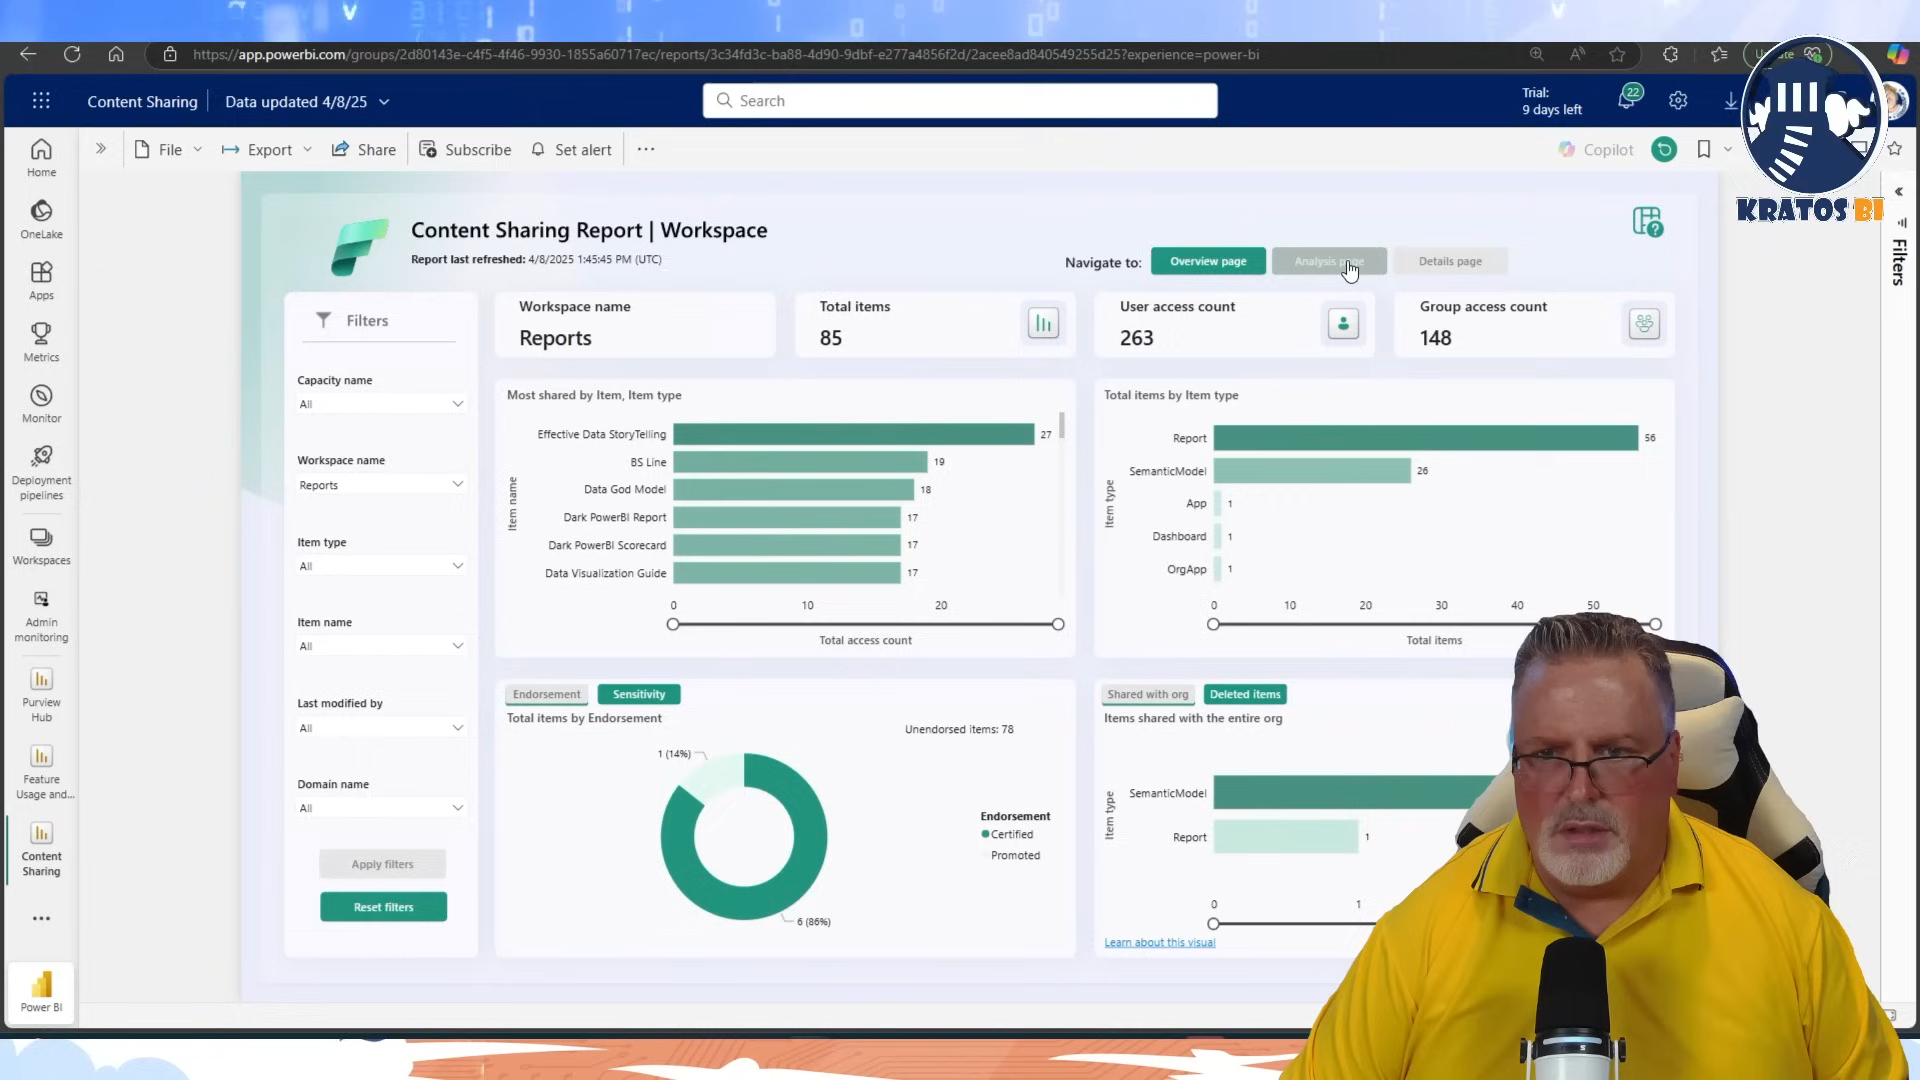 https://app.powerbi.com/groups/2d80143e-c4f5-4f46-9930-1855a60717ec/reports/3c34fd3c-ba88-4d90-9dbf-e277a4856f2d/2acee8ad840549255d25?experience=power-bi
Content Sharing
Data updated 4/8/25
Search
Trial:
9 days left
22
KRATOS BI
Home
OneLake
Apps
Metrics
Monitor
Deployment
pipelines
Workspaces
Admin
monitoring
Purview
Hub
Feature
Usage and...
Content
Sharing
Power BI
File
Export
Share
Subscribe
Set alert
Copilot
Filters
Content Sharing Report | Workspace
Report last refreshed: 4/8/2025 1:45:45 PM (UTC)
Navigate to:
Overview page
Analysis page
Details page
Filters
Capacity name
All
Workspace name
Reports
Item type
All
Item name
All
Last modified by
All
Domain name
All
Apply filters
Reset filters
Workspace name
Reports
Total items
85
User access count
263
Group access count
148
Most shared by Item, Item type
Item name
Effective Data StoryTelling 27
BS Line 19
Data God Model 18
Dark PowerBI Report 17
Dark PowerBI Scorecard 17
Data Visualization Guide 17
0 10 20
Total access count
Total items by Item type
Item type
Report 56
SemanticModel 26
App 1
Dashboard 1
OrgApp 1
0 10 20 30 40 50
Total items
Endorsement
Sensitivity
Total items by Endorsement
Unendorsed items: 78
1 (14%)
6 (86%)
Endorsement
Certified
Promoted
Shared with org
Deleted items
Items shared with the entire org
Item type
SemanticModel
Report 1
0 1
Learn about this visual